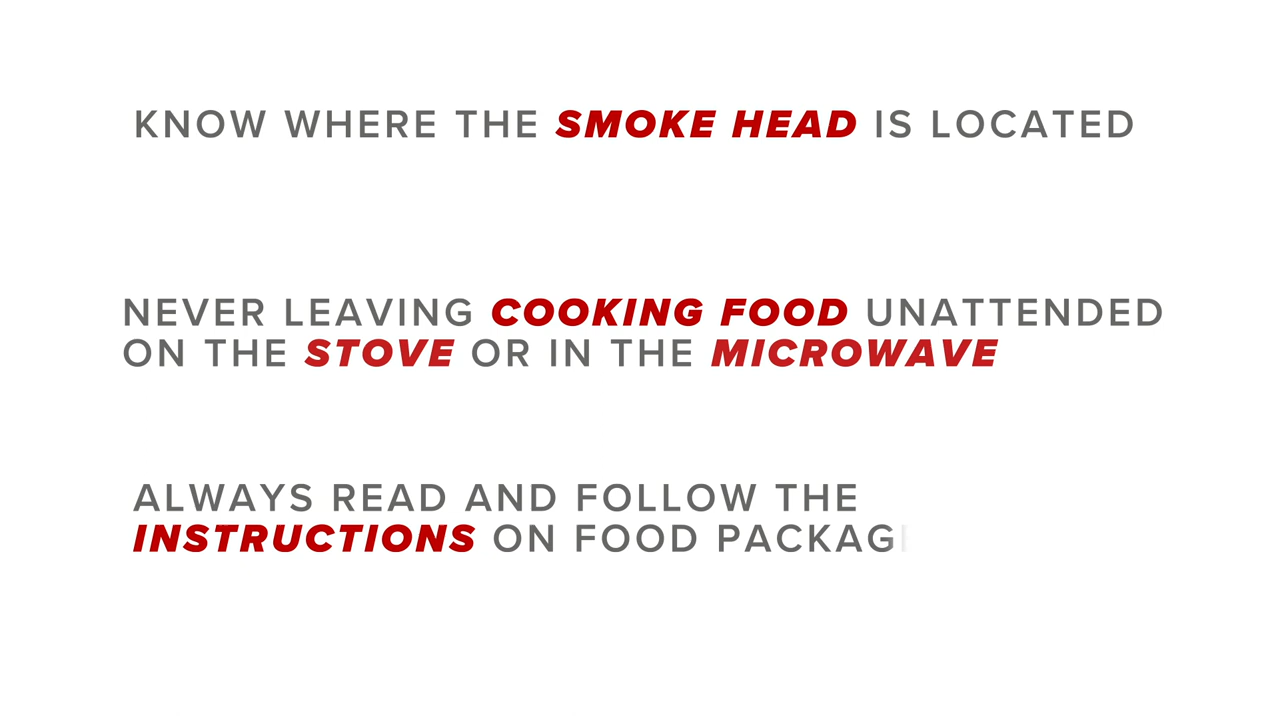 KNOW WHERE THE SMOKE HEAD IS LOCATED
NEVER LEAVING COOKING FOOD UNATTENDED
ON THE STOVE OR IN THE MICROWAVE
ALWAYS READ AND FOLLOW THE
INSTRUCTIONS ON FOOD PACKAG